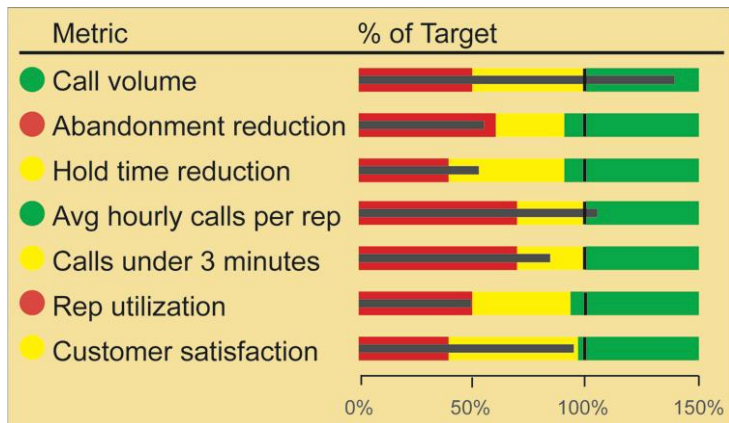 Metric % of Target
Call volume
Abandonment reduction
Hold time reduction
Avg hourly calls per rep
Calls under 3 minutes
Rep utilization
Customer satisfaction
0% 50% 100% 150%